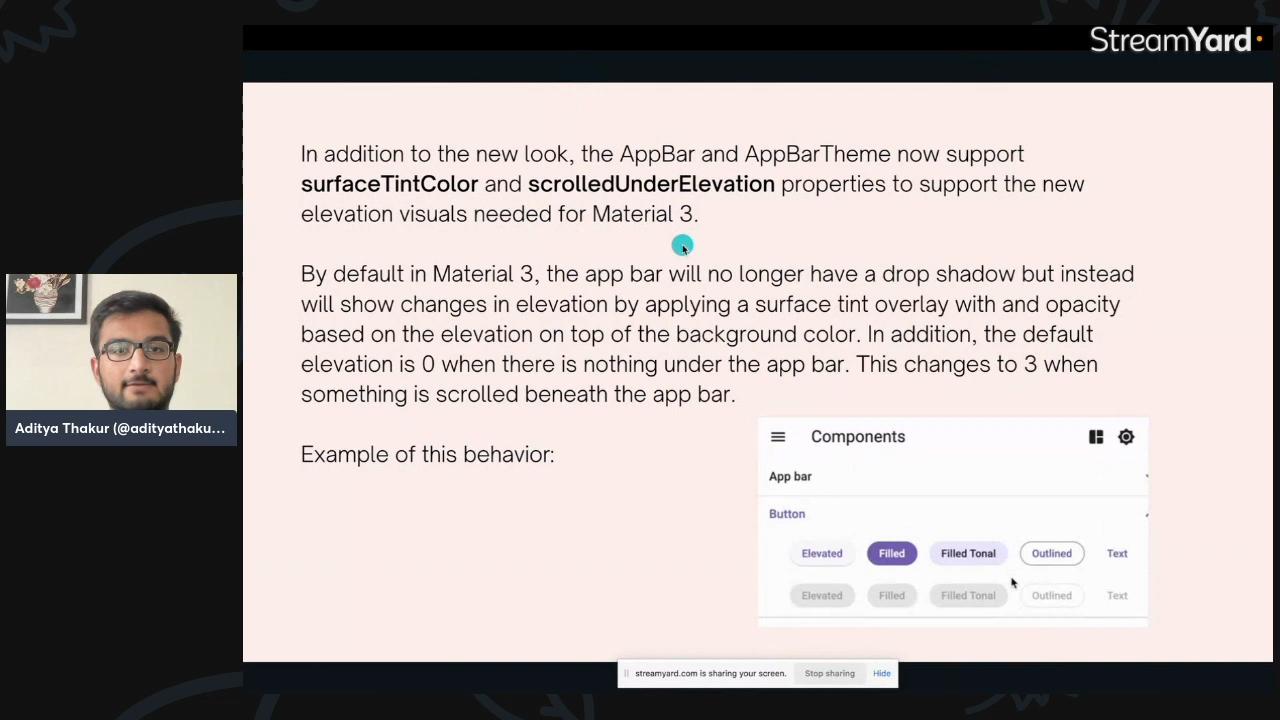 StreamYard
In addition to the new look, the AppBar and AppBarTheme now support
surfaceTintColor and scrolledUnderElevation properties to support the new
elevation visuals needed for Material 3.
By default in Material 3, the app bar will no longer have a drop shadow but instead
will show changes in elevation by applying a surface tint overlay with and opacity
based on the elevation on top of the background color. In addition, the default
elevation is 0 when there is nothing under the app bar. This changes to 3 when
something is scrolled beneath the app bar.
Example of this behavior:
Components
App bar
Button
Elevated Filled Filled Tonal Outlined Text
Elevated Filled Filled Tonal Outlined Text
Aditya Thakur (@adityathaku...
streamyard.com is sharing your screen. Stop sharing Hide